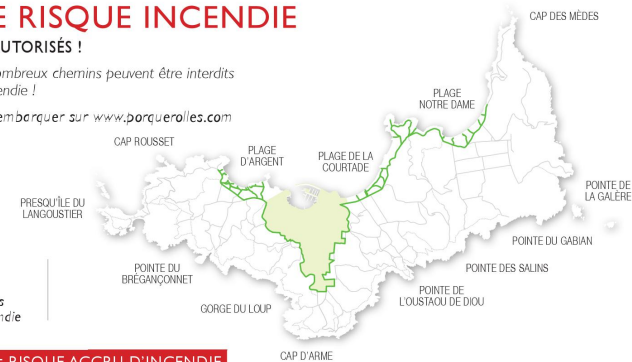 E RISQUE INCENDIE
UTORISÉS !
ombreux chemins peuvent être interdits
endie !
embarquer sur www.porquerolles.com
CAP DES MÈDES
PLAGE
NOTRE DAME
CAP ROUSSET
PLAGE
D'ARGENT
PLAGE DE LA
COURTADE
PRESQU'ÎLE DU
LANGOUSTIER
POINTE DE
LA GALÈRE
POINTE DU GABIAN
POINTE DU
BRÉGANÇONNET
POINTE DES SALINS
POINTE DE
L'OUSTAOU DE DIOU
GORGE DU LOUP
s
ndie
CAP D'ARME
RISQUE ACCRU D'INCENDIE